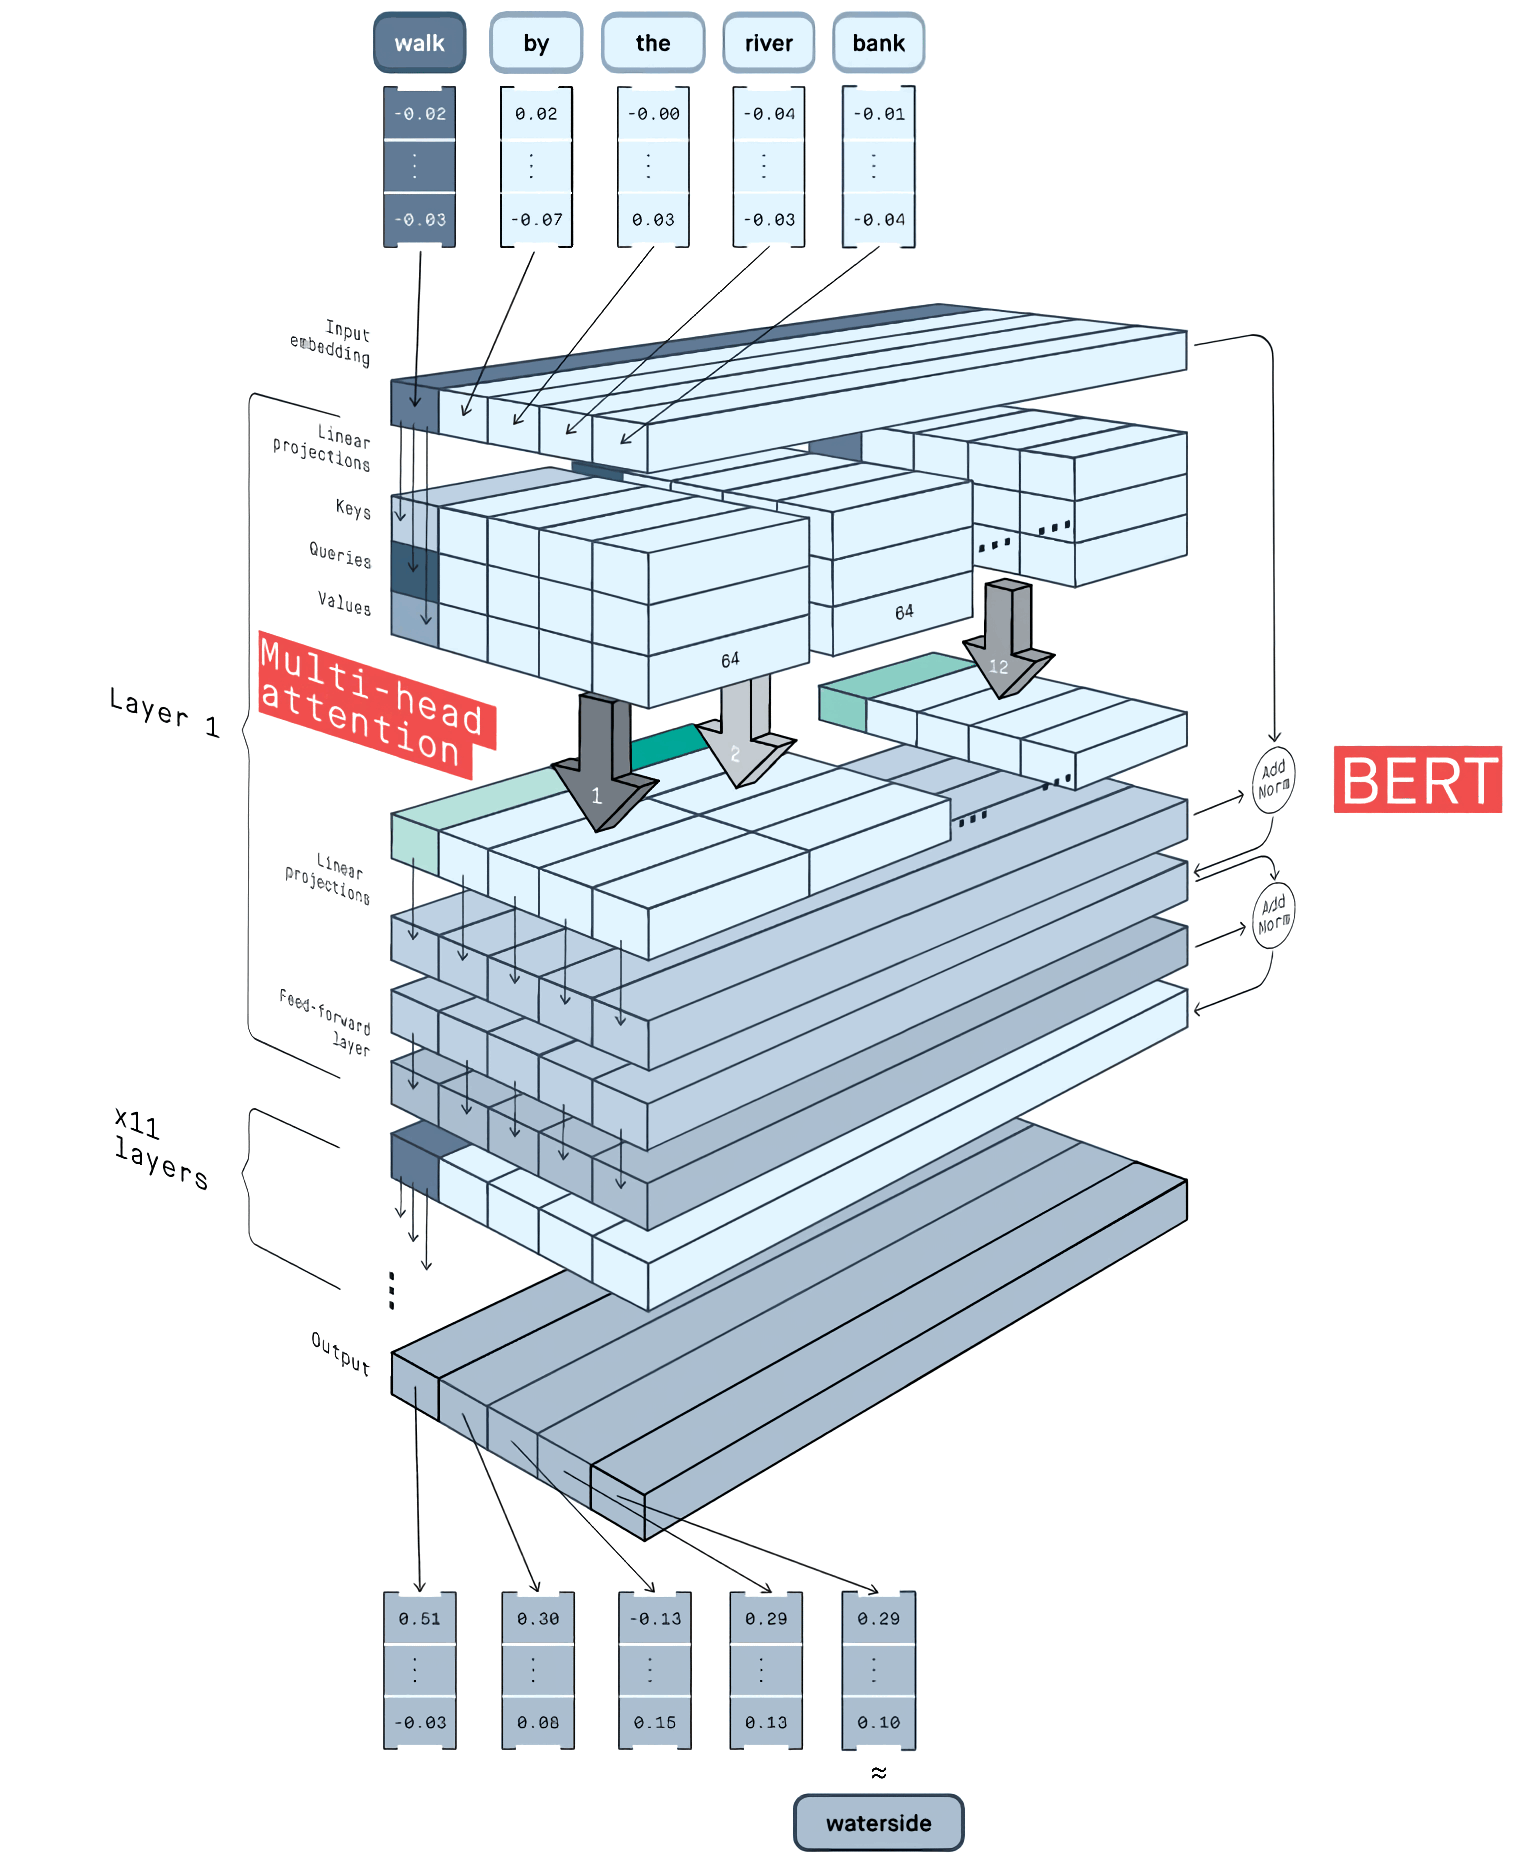 walk by the river bank
-0.02 0.02 -0.00 -0.04 -0.01
-0.03 -0.07 0.03 -0.03 -0.04
Input
embedding
Linear
projections
Keys
Queries
Values
64
64
12
Multi-head
attention
Layer 1
2
1
Add
Norm
BERT
Linear
projections
Add
Norm
Feed-forward
layer
x11
layers
Output
0.51 0.30 -0.13 0.29 0.29
-0.03 0.08 0.15 0.13 0.10
≈
waterside